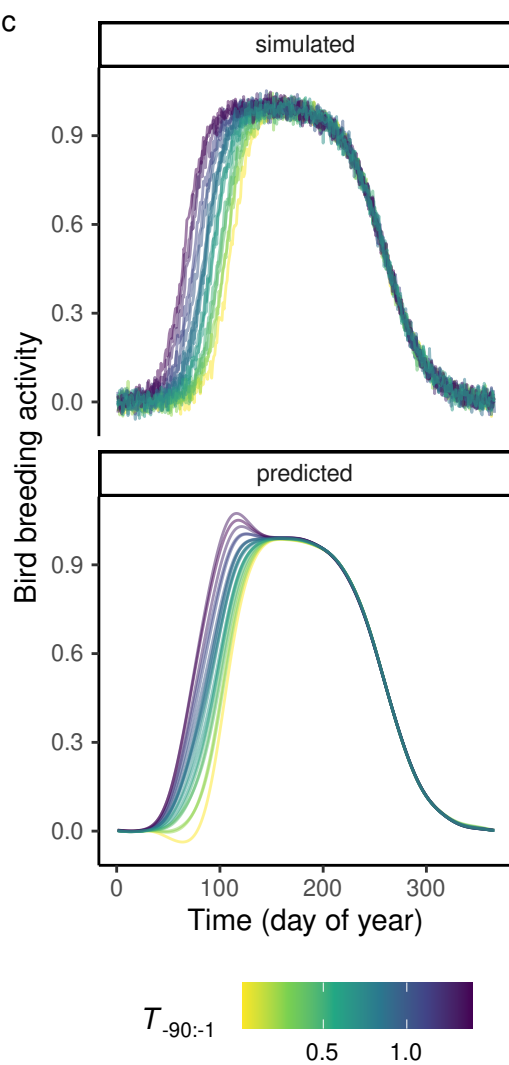 c
simulated
0.9
0.6
0.3
0.0
Bird breeding activity
predicted
0.9
0.6
0.3
0.0
0 100 200 300
Time (day of year)
T -90:-1
0.5 1.0